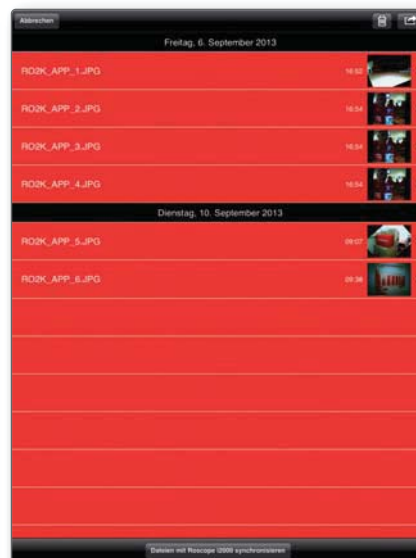 Abbrechen
Freitag, 6. September 2013
RO2K_APP_1.JPG 16:52
RO2K_APP_2.JPG 16:54
RO2K_APP_3.JPG 16:54
RO2K_APP_4.JPG 16:54
Dienstag, 10. September 2013
RO2K_APP_5.JPG 09:07
RO2K_APP_6.JPG 09:38
Dateien mit Roscope i2000 synchronisieren